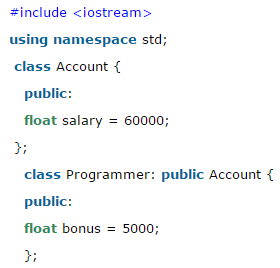 #include <iostream>
using namespace std;
class Account {
public:
float salary = 60000;
};
class Programmer: public Account {
public:
float bonus = 5000;
};